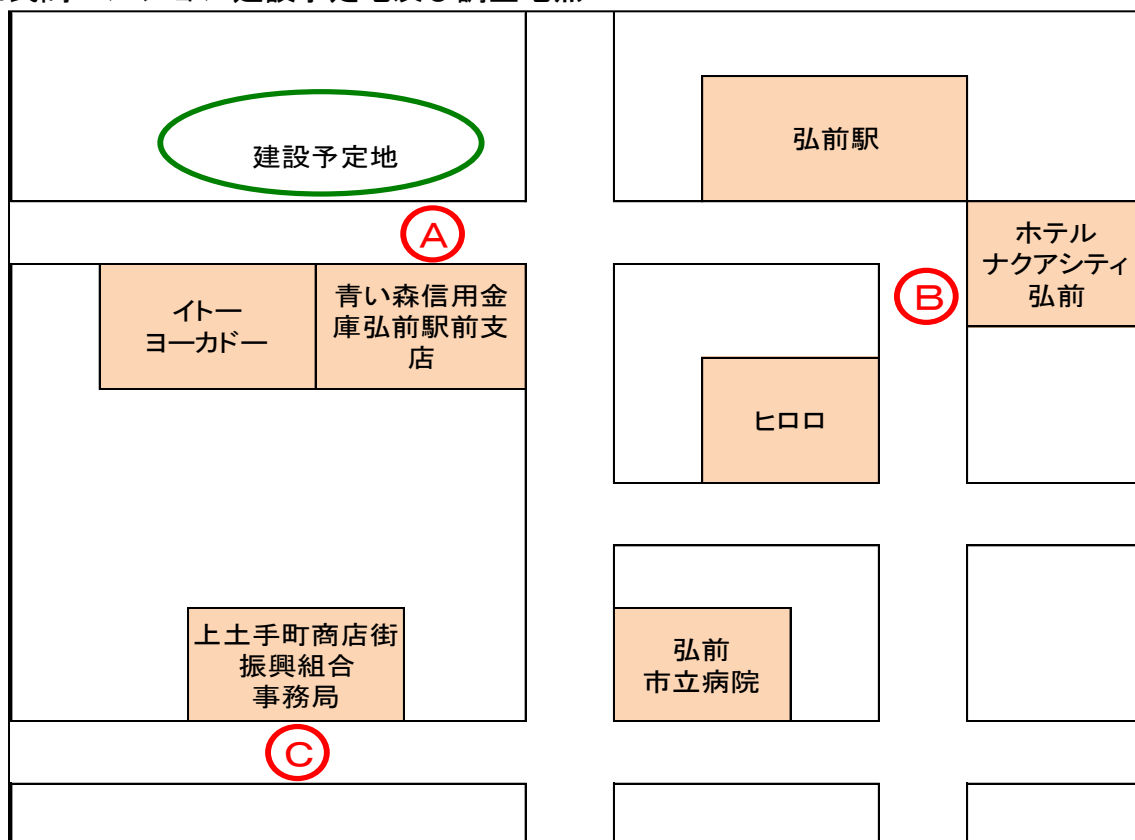 建設予定地
弘前駅
A
ホテル
ナクアシティ
弘前
B
イトー
ヨーカドー
青い森信用金
庫弘前駅前支
店
ヒロロ
上土手町商店街
振興組合
事務局
弘前
市立病院
C